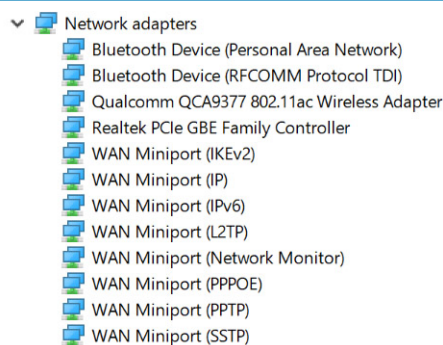 Network adapters
Bluetooth Device (Personal Area Network)
Bluetooth Device (RFCOMM Protocol TDI)
Qualcomm QCA9377 802.11ac Wireless Adapter
Realtek PCIe GBE Family Controller
WAN Miniport (IKEv2)
WAN Miniport (IP)
WAN Miniport (IPv6)
WAN Miniport (L2TP)
WAN Miniport (Network Monitor)
WAN Miniport (PPPOE)
WAN Miniport (PPTP)
WAN Miniport (SSTP)